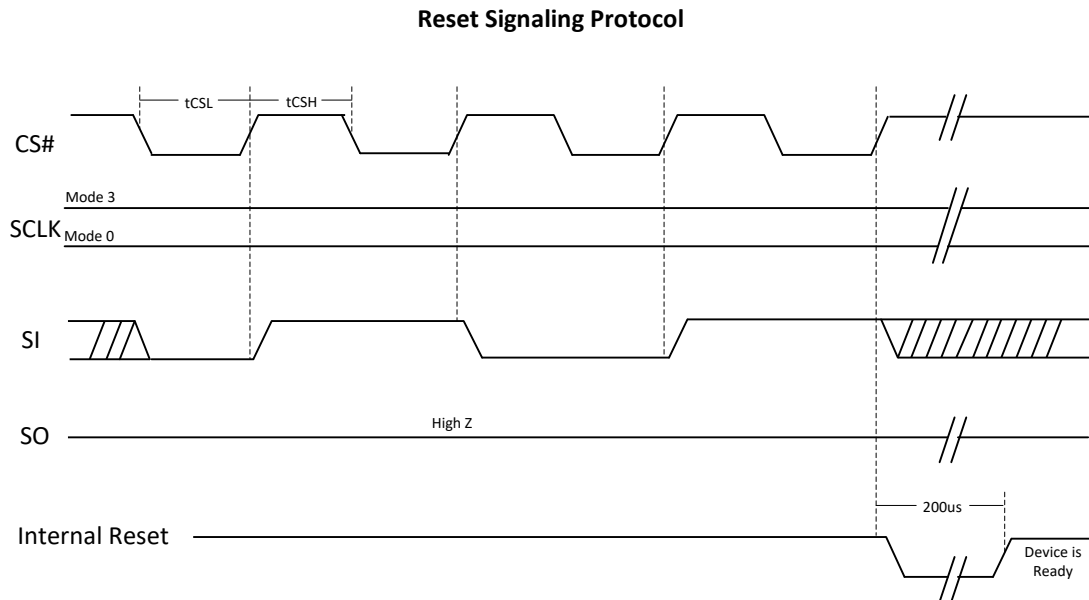 Reset Signaling Protocol
tCSL
tCSH
CS#
Mode 3
SCLK
Mode 0
SI
SO
High Z
200us
Internal Reset
Device is
Ready